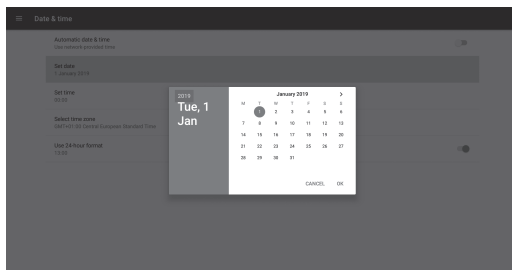 Date & time
Automatic date & time
Use network-provided time
Set date
1 January 2019
Set time
00:00
Select time zone
GMT+01:00 Central European Standard Time
Use 24-hour format
13:00
2019
Tue, 1
Jan
January 2019
M T W T F S S
1 2 3 4 5 6
7 8 9 10 11 12 13
14 15 16 17 18 19 20
21 22 23 24 25 26 27
28 29 30 31
CANCEL OK